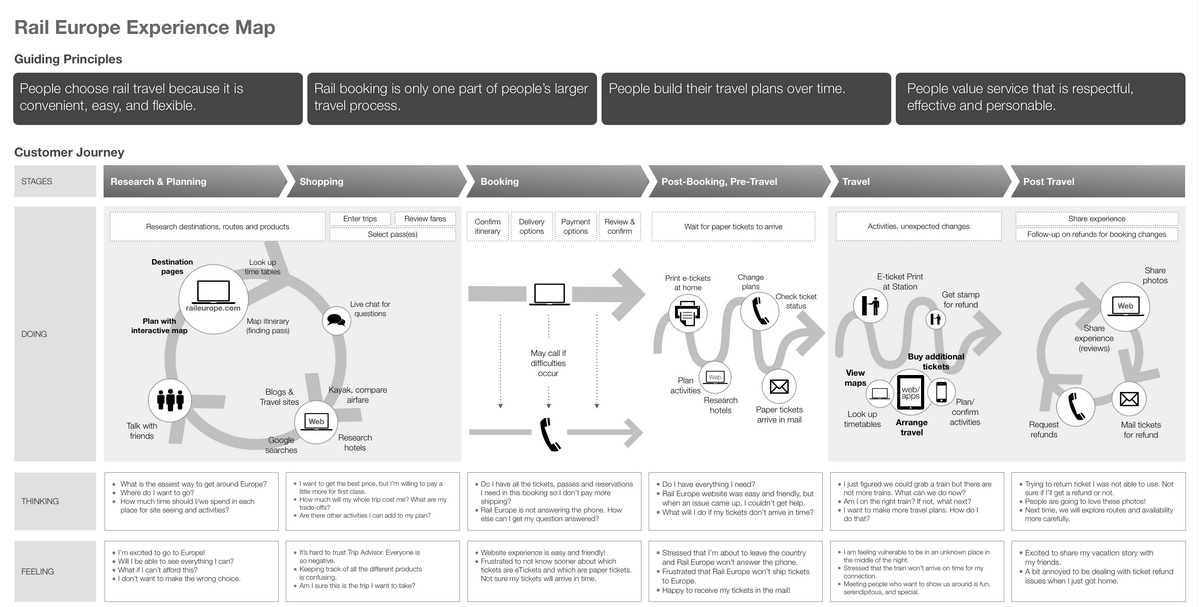 Rail Europe Experience Map
Guiding Principles
People choose rail travel because it is
convenient, easy, and flexible.
Rail booking is only one part of people's larger
travel process.
People build their travel plans over time.
People value service that is respectful,
effective and personable.
Customer Journey
STAGES
Research & Planning
Shopping
Booking
Post-Booking, Pre-Travel
Travel
Post Travel
DOING
Research destinations, routes and products
Enter trips
Review fares
Select pass(es)
Destination
pages
Look up
time tables
raileurope.com
Plan with
interactive map
Map itinerary
(finding pass)
Live chat for
questions
Talk with
friends
Blogs &
Travel sites
Kayak, compare
airfare
Web
Google
searches
Research
hotels
Confirm
itinerary
Delivery
options
Payment
options
Review &
confirm
May call if
difficulties
occur
Wait for paper tickets to arrive
Print e-tickets
at home
Change
plans
Check ticket
status
Plan
activities
Web
Research
hotels
Paper tickets
arrive in mail
Activities, unexpected changes
E-ticket Print
at Station
Get stamp
for refund
Buy additional
tickets
View
maps
web/
apps
Look up
timetables
Arrange
travel
Plan/
confirm
activities
Share experience
Follow-up on refunds for booking changes
Share
photos
Web
Share
experience
(reviews)
Request
refunds
Mail tickets
for refund
THINKING
• What is the easiest way to get around Europe?
• Where do I want to go?
• How much time should I/we spend in each
place for site seeing and activities?
• I want to get the best price, but I'm willing to pay a
little more for first class.
• How much will my whole trip cost me? What are my
trade-offs?
• Are there other activities I can add to my plan?
• Do I have all the tickets, passes and reservations
I need in this booking so I don't pay more
shipping?
• Rail Europe is not answering the phone. How
else can I get my question answered?
• Do I have everything I need?
• Rail Europe website was easy and friendly, but
when an issue came up, I couldn't get help.
• What will I do if my tickets don't arrive in time?
• I just figured we could grab a train but there are
not more trains. What can we do now?
• Am I on the right train? If not, what next?
• I want to make more travel plans. How do I
do that?
• Trying to return ticket I was not able to use. Not
sure if I'll get a refund or not.
• People are going to love these photos!
• Next time, we will explore routes and availability
more carefully.
FEELING
• I'm excited to go to Europe!
• Will I be able to see everything I can?
• What if I can't afford this?
• I don't want to make the wrong choice.
• It's hard to trust Trip Advisor. Everyone is
so negative.
• Keeping track of all the different products
is confusing.
• Am I sure this is the trip I want to take?
• Website experience is easy and friendly!
• Frustrated to not know sooner about which
tickets are eTickets and which are paper tickets.
Not sure my tickets will arrive in time.
• Stressed that I'm about to leave the country
and Rail Europe won't answer the phone.
• Frustrated that Rail Europe won't ship tickets
to Europe.
• Happy to receive my tickets in the mail!
• I am feeling vulnerable to be in an unknown place in
the middle of the night.
• Stressed that the train won't arrive on time for my
connection.
• Meeting people who want to show us around is fun,
serendipitous, and special.
• Excited to share my vacation story with
my friends.
• A bit annoyed to be dealing with ticket refund
issues when I just got home.